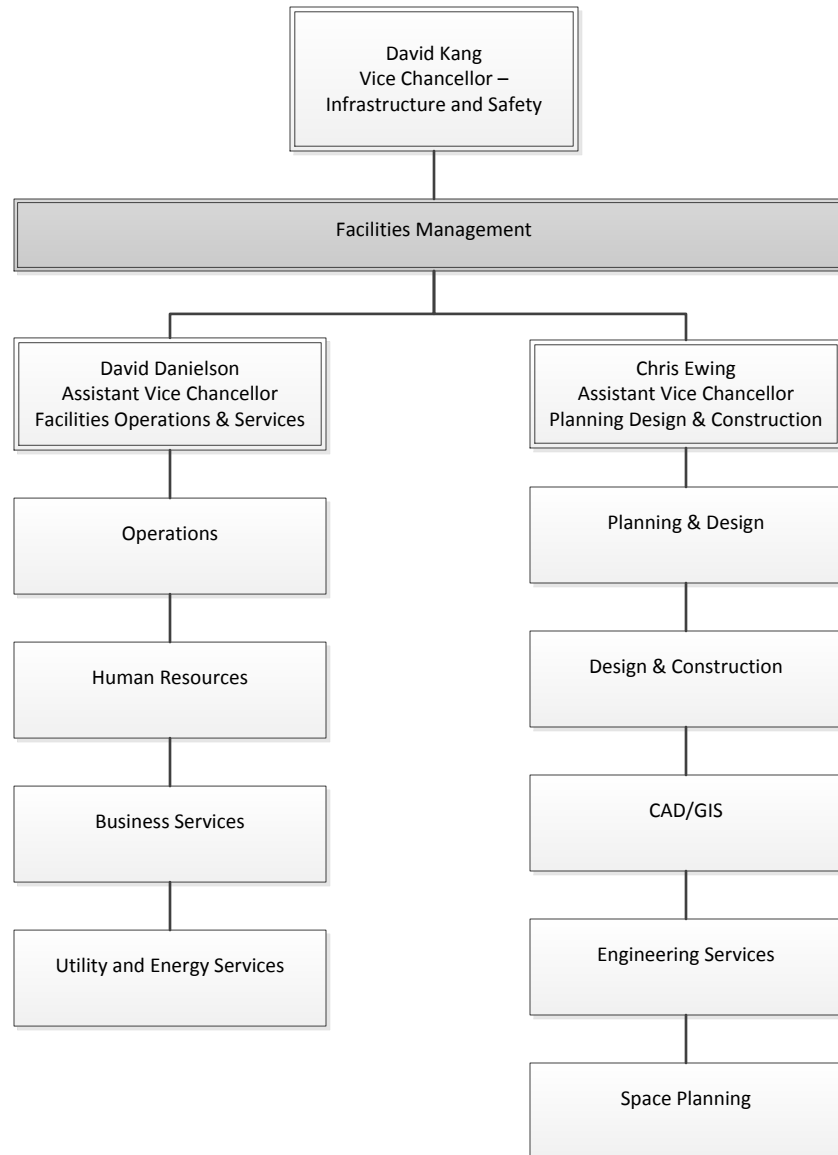 David Kang
Vice Chancellor –
Infrastructure and Safety
Facilities Management
David Danielson
Assistant Vice Chancellor
Facilities Operations & Services
Operations
Human Resources
Business Services
Utility and Energy Services
Chris Ewing
Assistant Vice Chancellor
Planning Design & Construction
Planning & Design
Design & Construction
CAD/GIS
Engineering Services
Space Planning